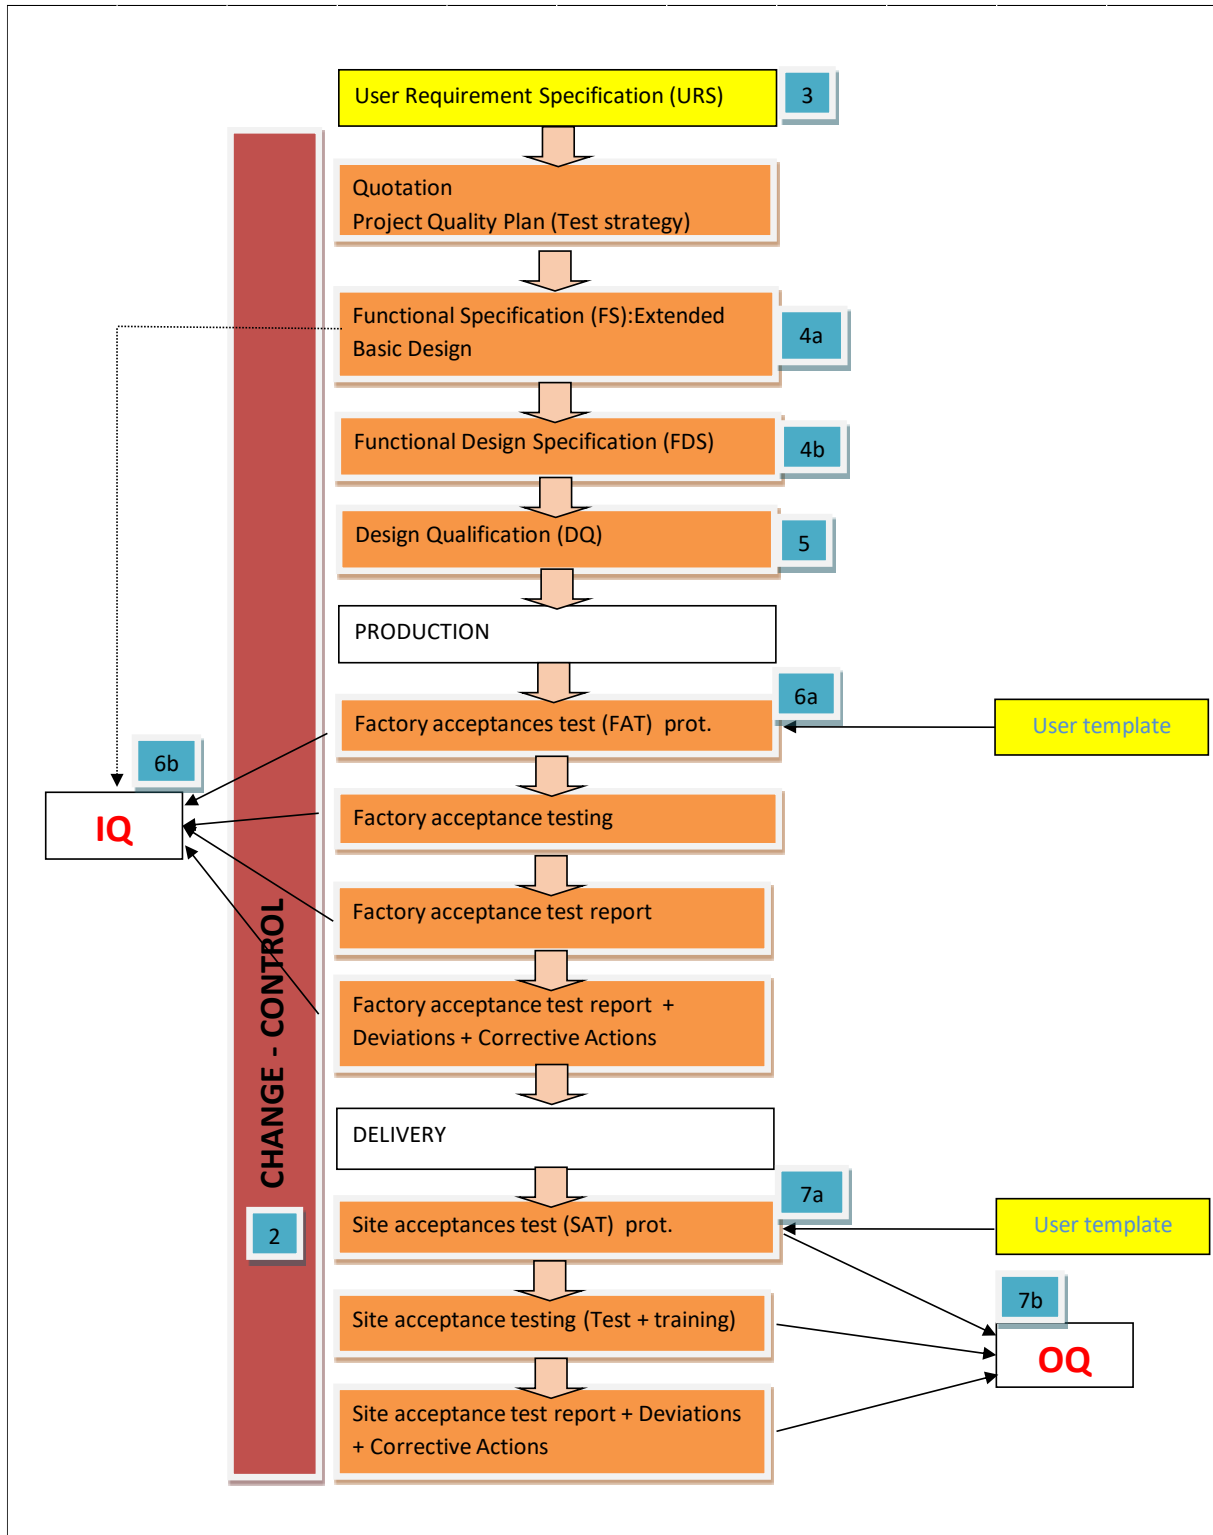 User Requirement Specification (URS)
3
Quotation
Project Quality Plan (Test strategy)
Functional Specification (FS):Extended
Basic Design
4a
Functional Design Specification (FDS)
4b
Design Qualification (DQ)
5
PRODUCTION
6a
Factory acceptances test (FAT) prot.
User template
6b
IQ
Factory acceptance testing
Factory acceptance test report
Factory acceptance test report +
Deviations + Corrective Actions
CHANGE - CONTROL
2
DELIVERY
7a
Site acceptances test (SAT) prot.
User template
7b
OQ
Site acceptance testing (Test + training)
Site acceptance test report + Deviations
+ Corrective Actions